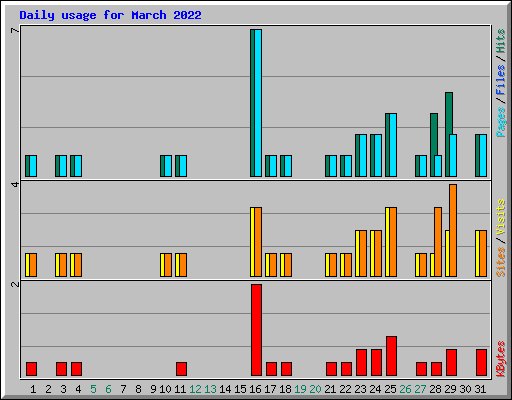 Daily usage for March 2022
7
Pages / Files / Hits
4
Sites / Visits
2
KBytes
1 2 3 4 5 6 7 8 9 10 11 12 13 14 15 16 17 18 19 20 21 22 23 24 25 26 27 28 29 30 31